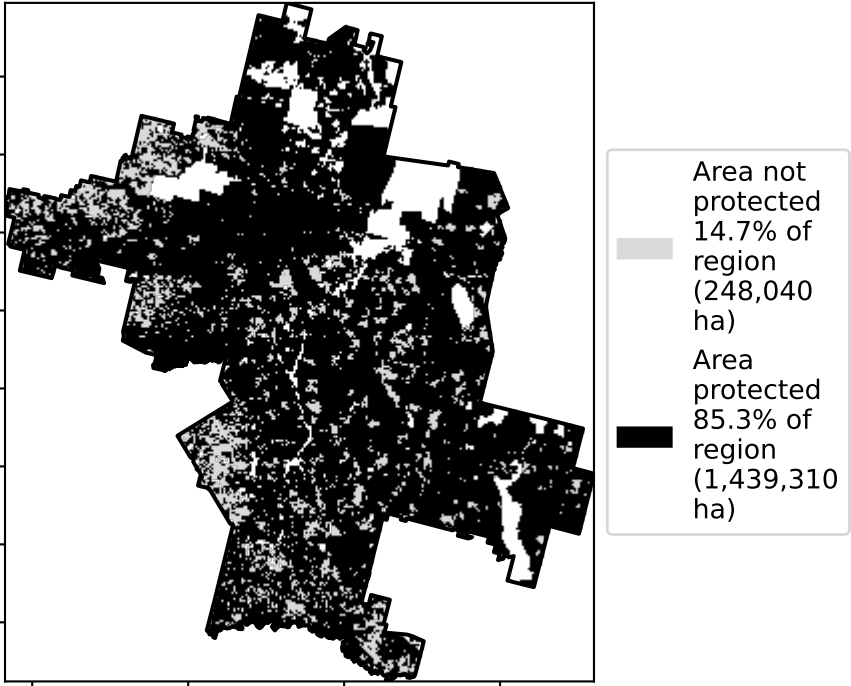 Area not
protected
14.7% of
region
(248,040
ha)
Area
protected
85.3% of
region
(1,439,310
ha)